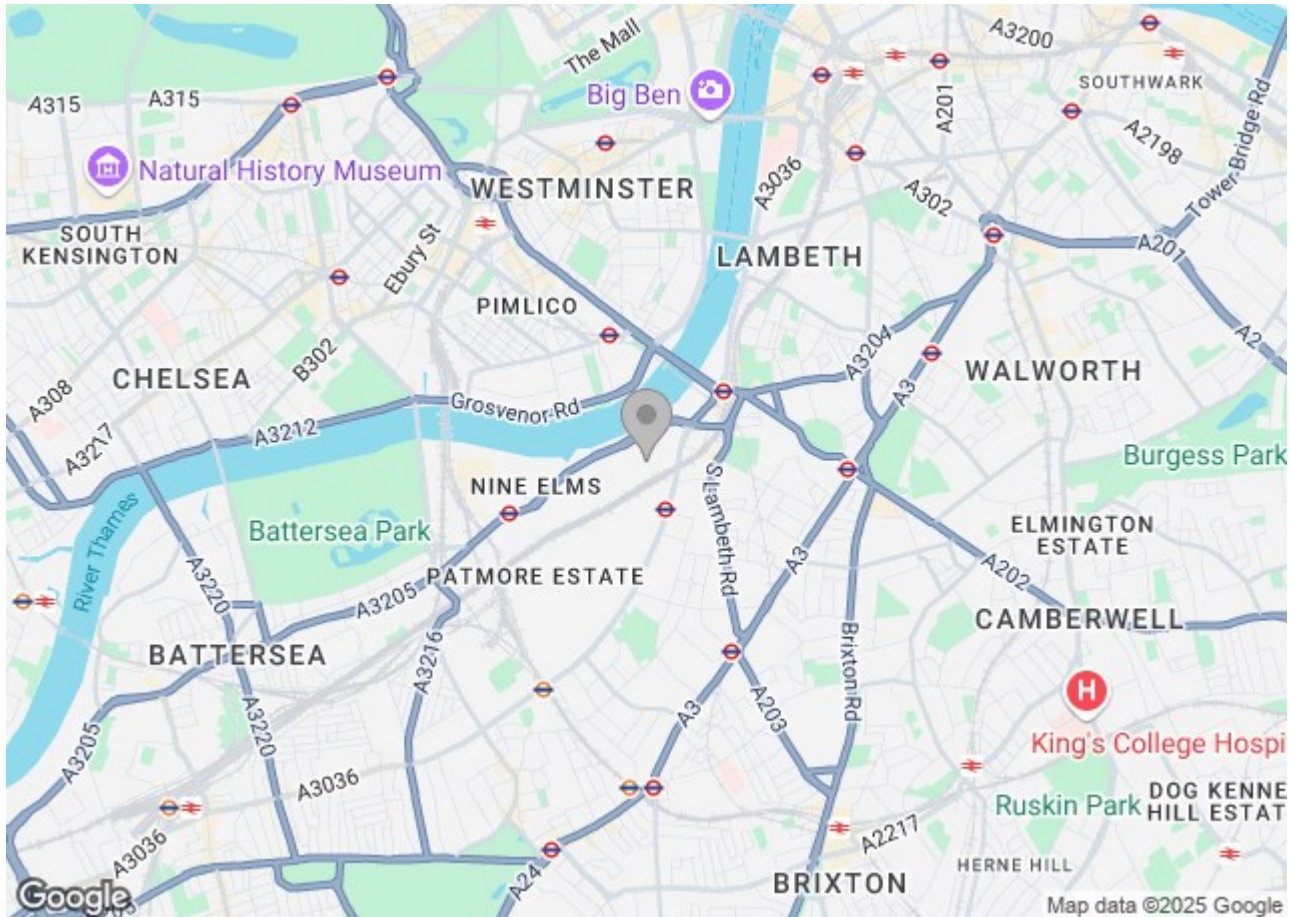 The Mall
A3200
A315
A315
Big Ben
A201
SOUTHWARK
Tower Bridge Rd
A2198
Natural History Museum
WESTMINSTER
A3036
A302
SOUTH
KENSINGTON
Ebury St
LAMBETH
A201
PIMLICO
A3204
A2
CHELSEA
B302
WALWORTH
A3
A308
Grosvenor Rd
A3212
A3217
Burgess Park
NINE ELMS
S Lambeth Rd
River Thames
Battersea Park
ELMINGTON
ESTATE
A3
A202
PATMORE ESTATE
A3220
A3205
CAMBERWELL
BATTERSEA
A3216
Brixton Rd
H
A3
A203
A3220
A3205
King's College Hospi
A3036
Ruskin Park
DOG KENNE
HILL ESTAT
A2217
A3036
HERNE HILL
A24
BRIXTON
Google
Map data ©2025 Google